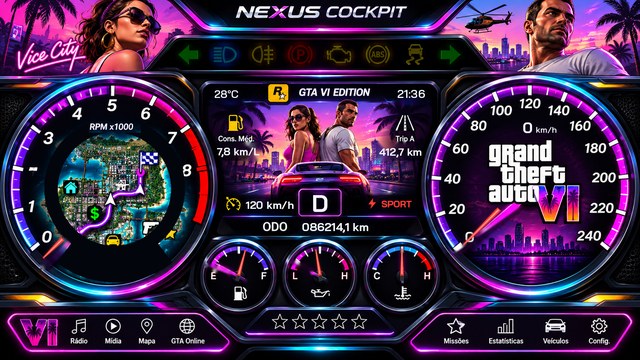 NEXUS COCKPIT
Vice City
ABS
28°C
R
GTA VI EDITION
21:36
Cons. Méd.
7,8 km/L
Trip A
412,7 km
120 km/h
D
SPORT
ODO 086214,1 km
RPM x1000
0 1 2 3 4 5 6 7 8
$
0 20 40 60 80 100 120 140 160 180 200 220 240
0 km/h
grand
theft
auto
VI
E F
L H
C H
VI
Rádio
Mídia
Mapa
GTA Online
Missões
Estatísticas
Veículos
Config.